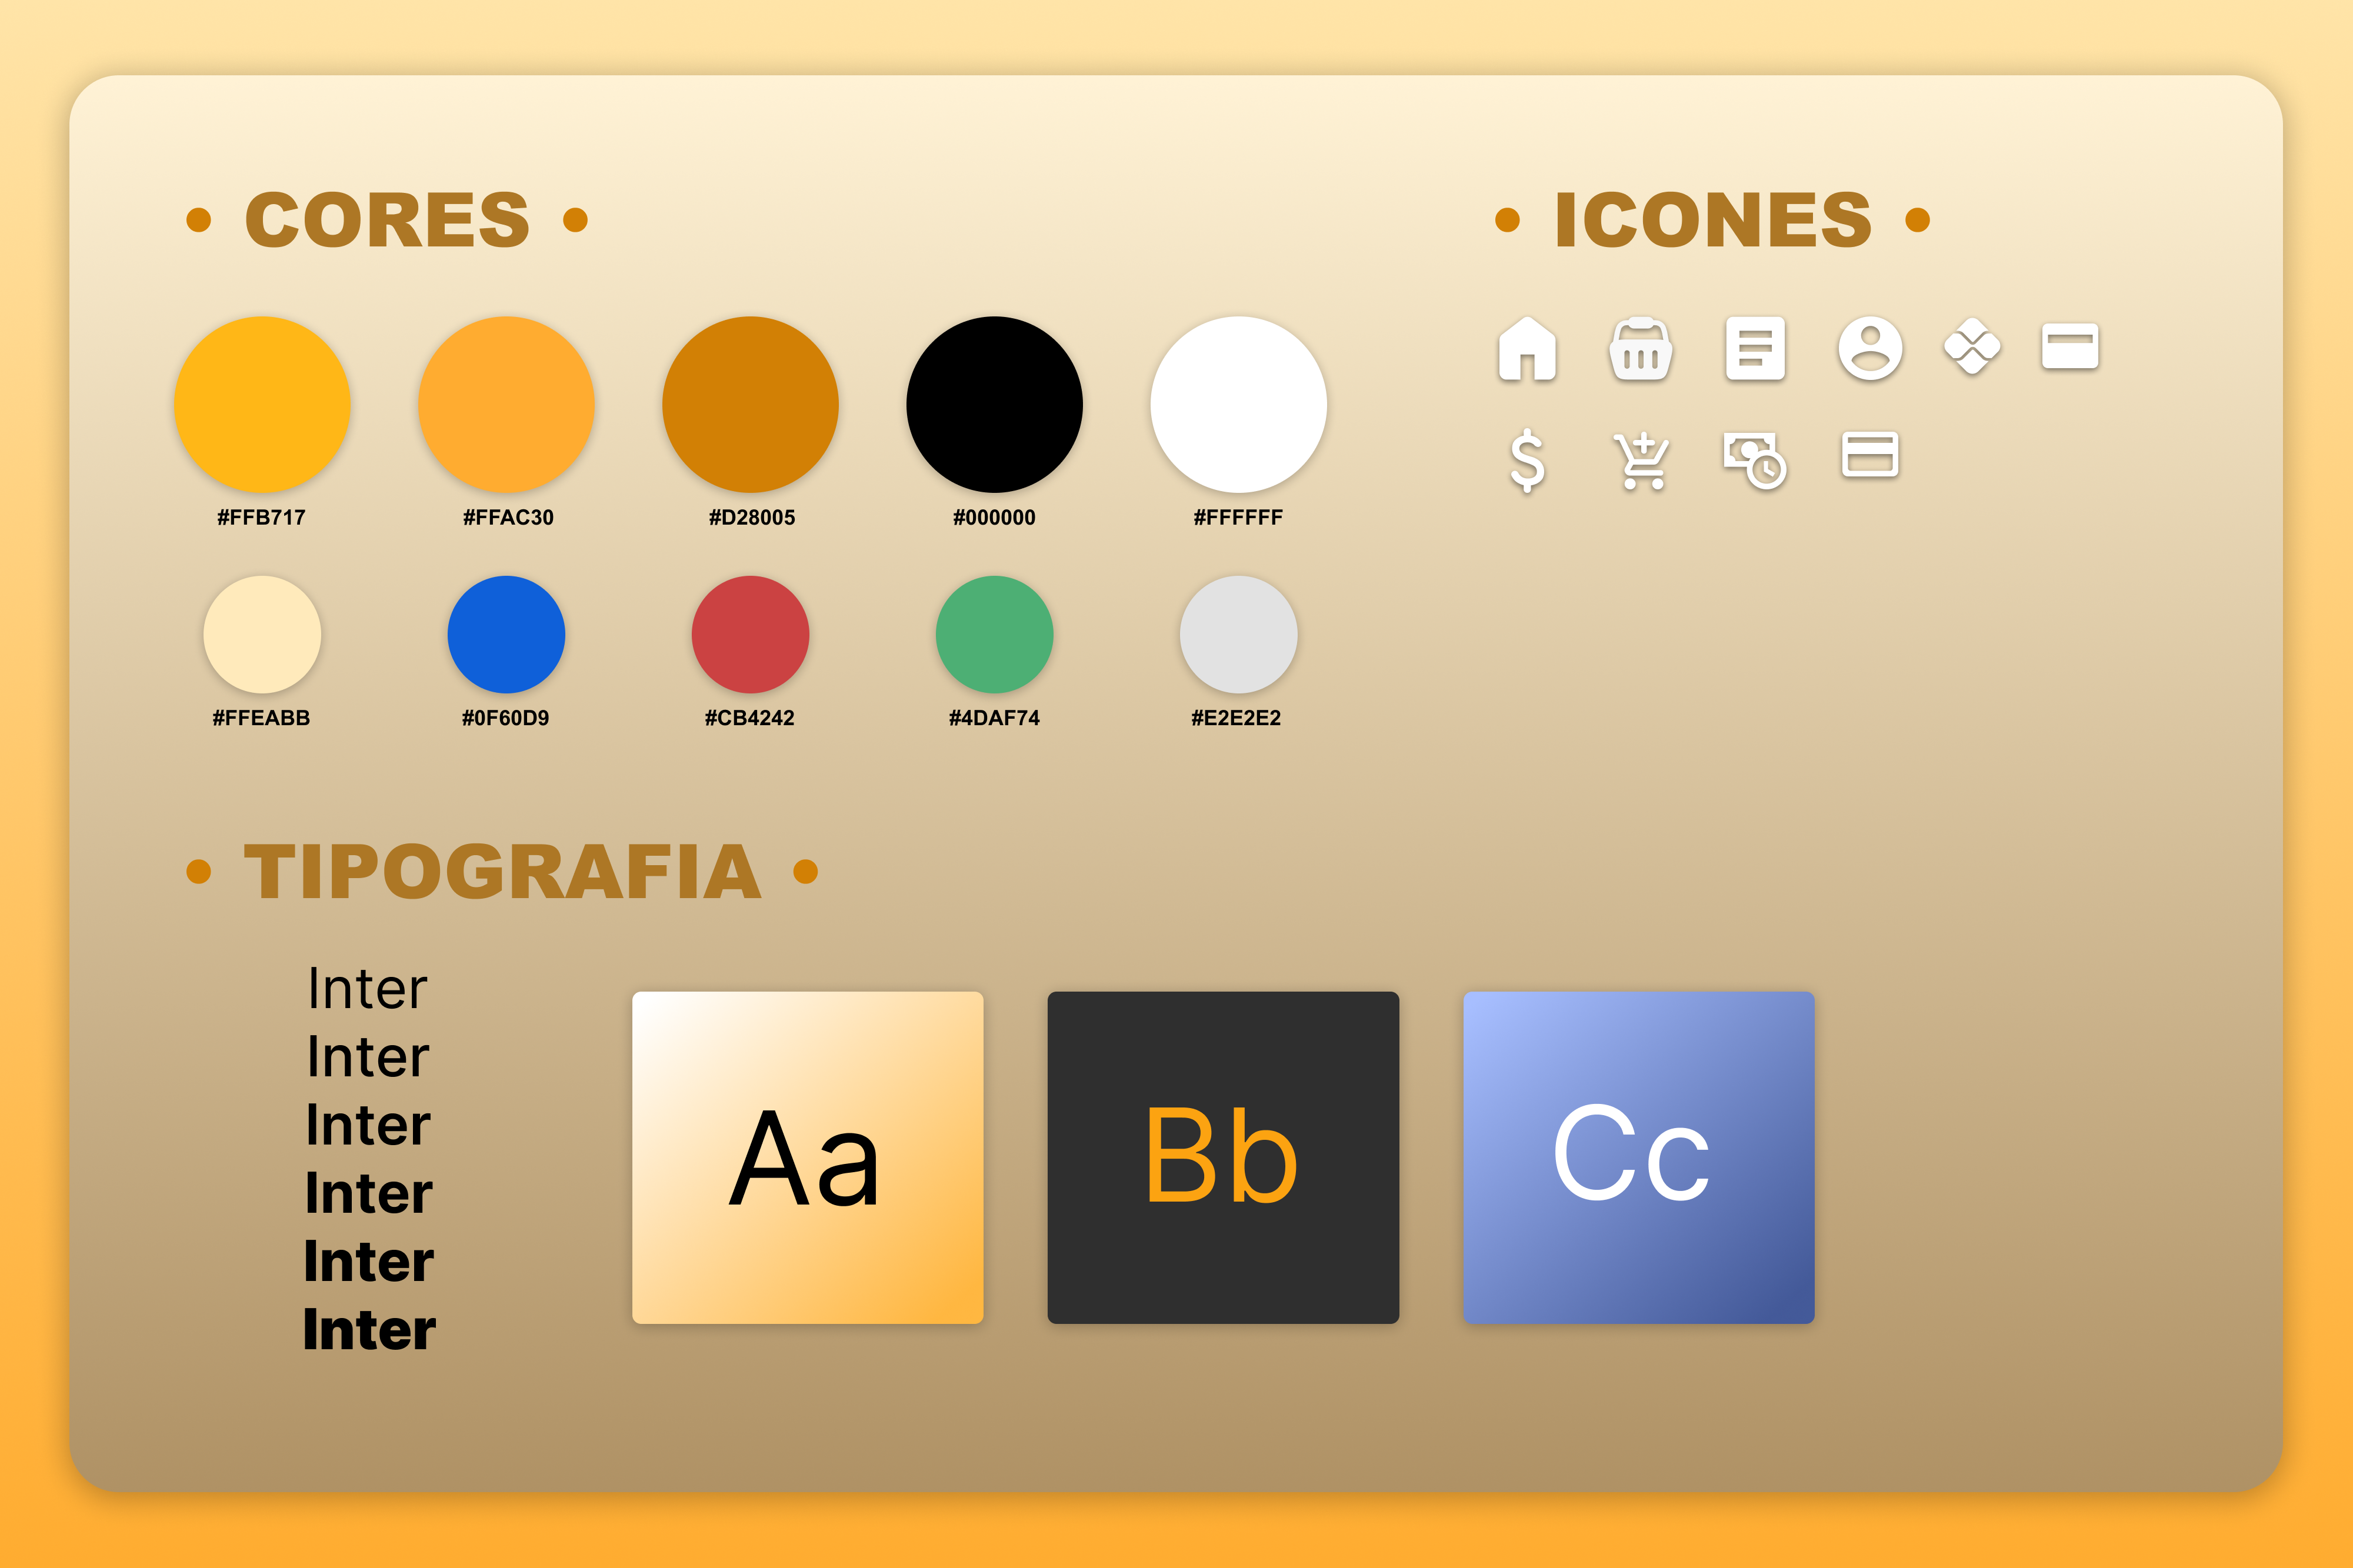 • CORES •
#FFB717 #FFAC30 #D28005 #000000 #FFFFFF
#FFEABB #0F60D9 #CB4242 #4DAF74 #E2E2E2
• ICONES •
• TIPOGRAFIA •
Inter
Inter
Inter
Inter
Inter
Inter
Aa
Bb
Cc